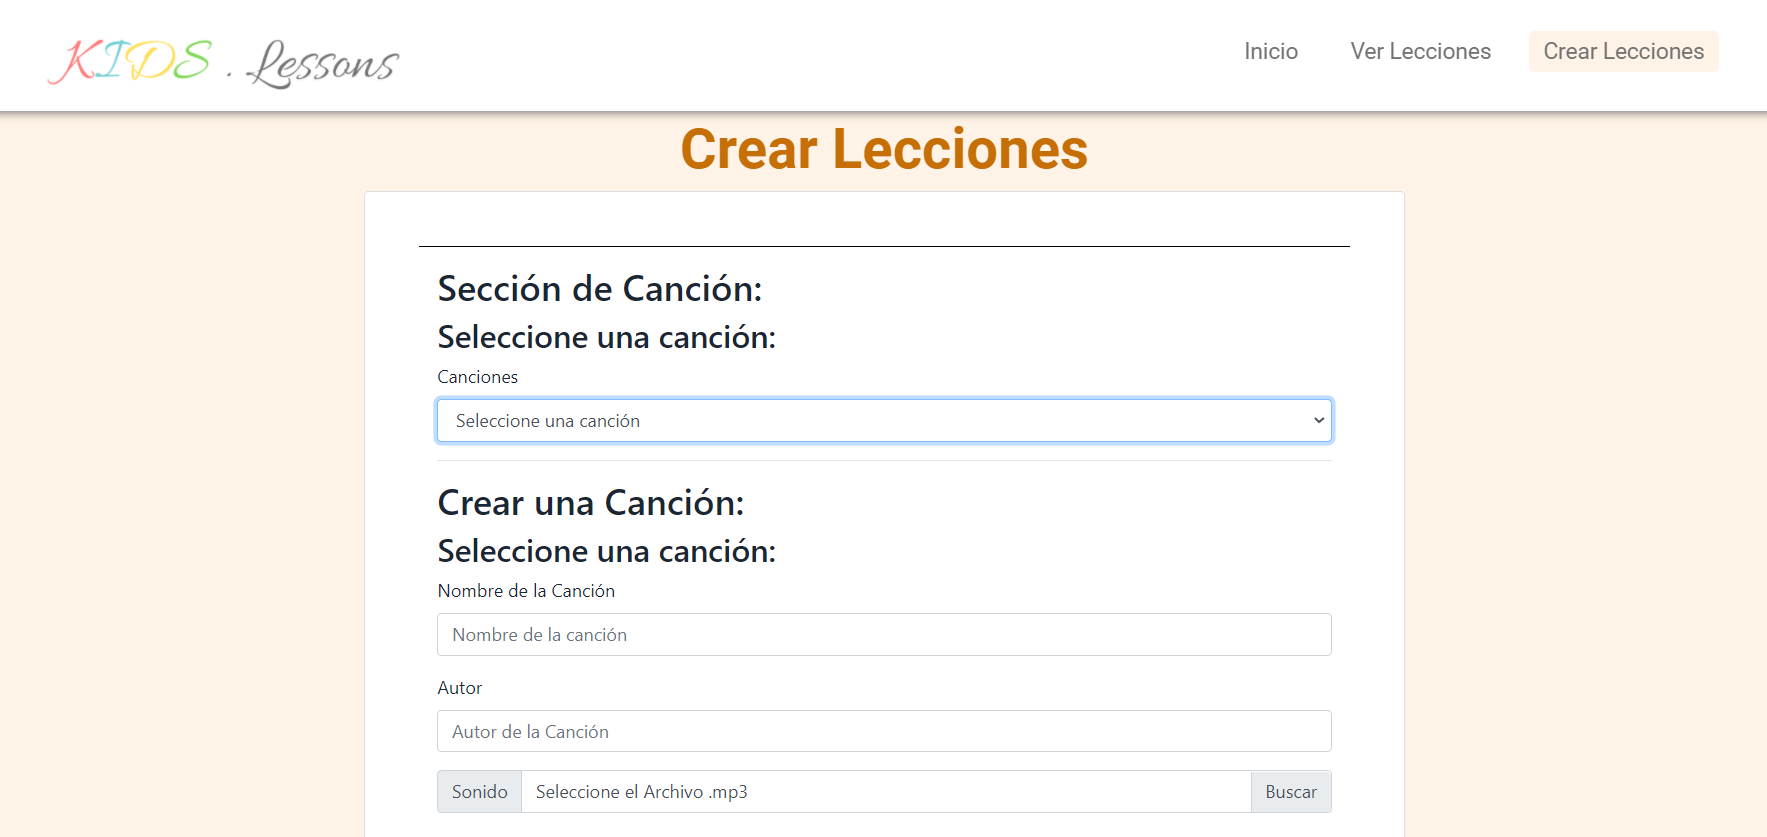 KIDS . Lessons
Inicio Ver Lecciones Crear Lecciones
Crear Lecciones
Sección de Canción:
Seleccione una canción:
Canciones
Seleccione una canción
Crear una Canción:
Seleccione una canción:
Nombre de la Canción
Nombre de la canción
Autor
Autor de la Canción
Sonido Seleccione el Archivo .mp3 Buscar